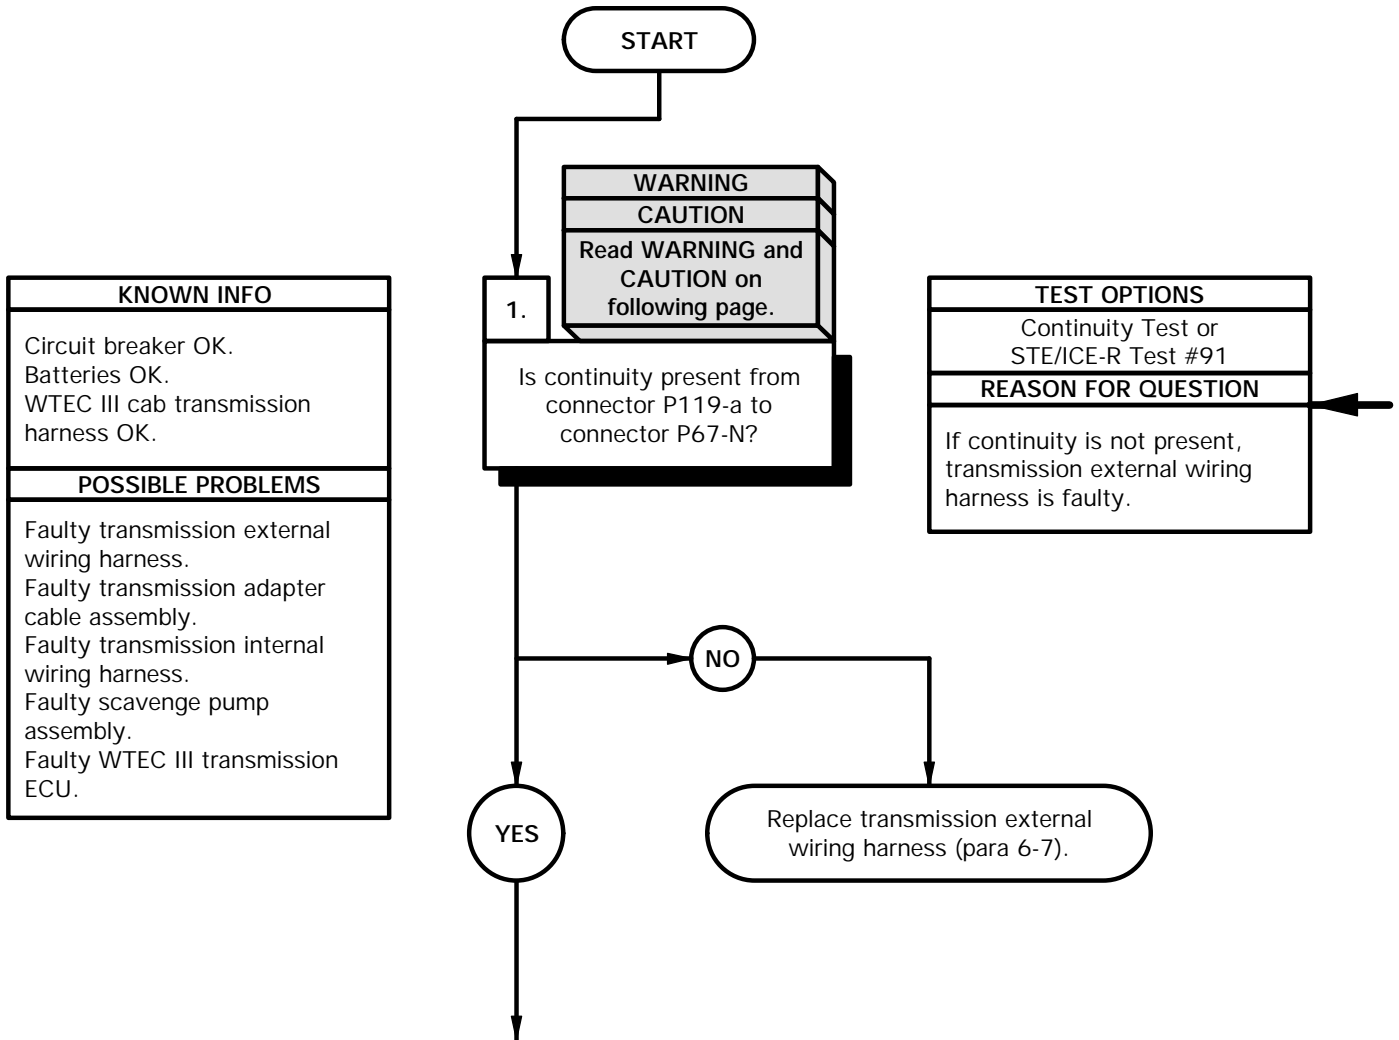 START
WARNING
CAUTION
Read WARNING and
CAUTION on
following page.
KNOWN INFO
Circuit breaker OK.
Batteries OK.
WTEC III cab transmission
harness OK.
POSSIBLE PROBLEMS
Faulty transmission external
wiring harness.
Faulty transmission adapter
cable assembly.
Faulty transmission internal
wiring harness.
Faulty scavenge pump
assembly.
Faulty WTEC III transmission
ECU.
1.
Is continuity present from
connector P119-a to
connector P67-N?
TEST OPTIONS
Continuity Test or
STE/ICE-R Test #91
REASON FOR QUESTION
If continuity is not present,
transmission external wiring
harness is faulty.
NO
YES
Replace transmission external
wiring harness (para 6-7).